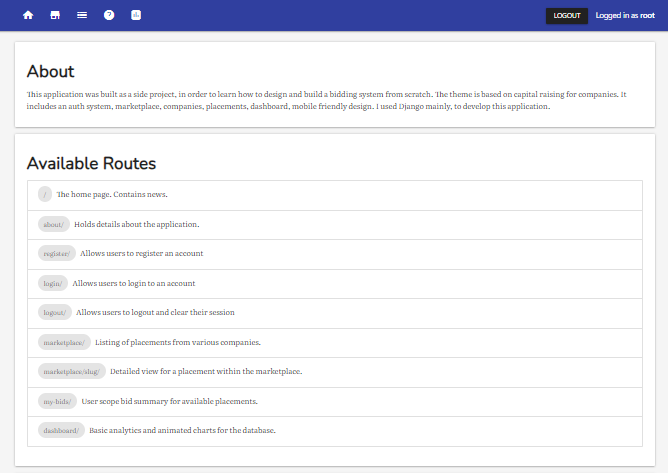 LOGOUT Logged in as root
About
This application was built as a side project, in order to learn how to design and build a bidding system from scratch. The theme is based on capital raising for companies. It
includes an auth system, marketplace, companies, placements, dashboard, mobile friendly design. I used Django mainly, to develop this application.
Available Routes
/ The home page. Contains news.
about/ Holds details about the application.
register/ Allows users to register an account
login/ Allows users to login to an account
logout/ Allows users to logout and clear their session
marketplace/ Listing of placements from various companies.
marketplace/slug/ Detailed view for a placement within the marketplace.
my-bids/ User scope bid summary for available placements.
dashboard/ Basic analytics and animated charts for the database.